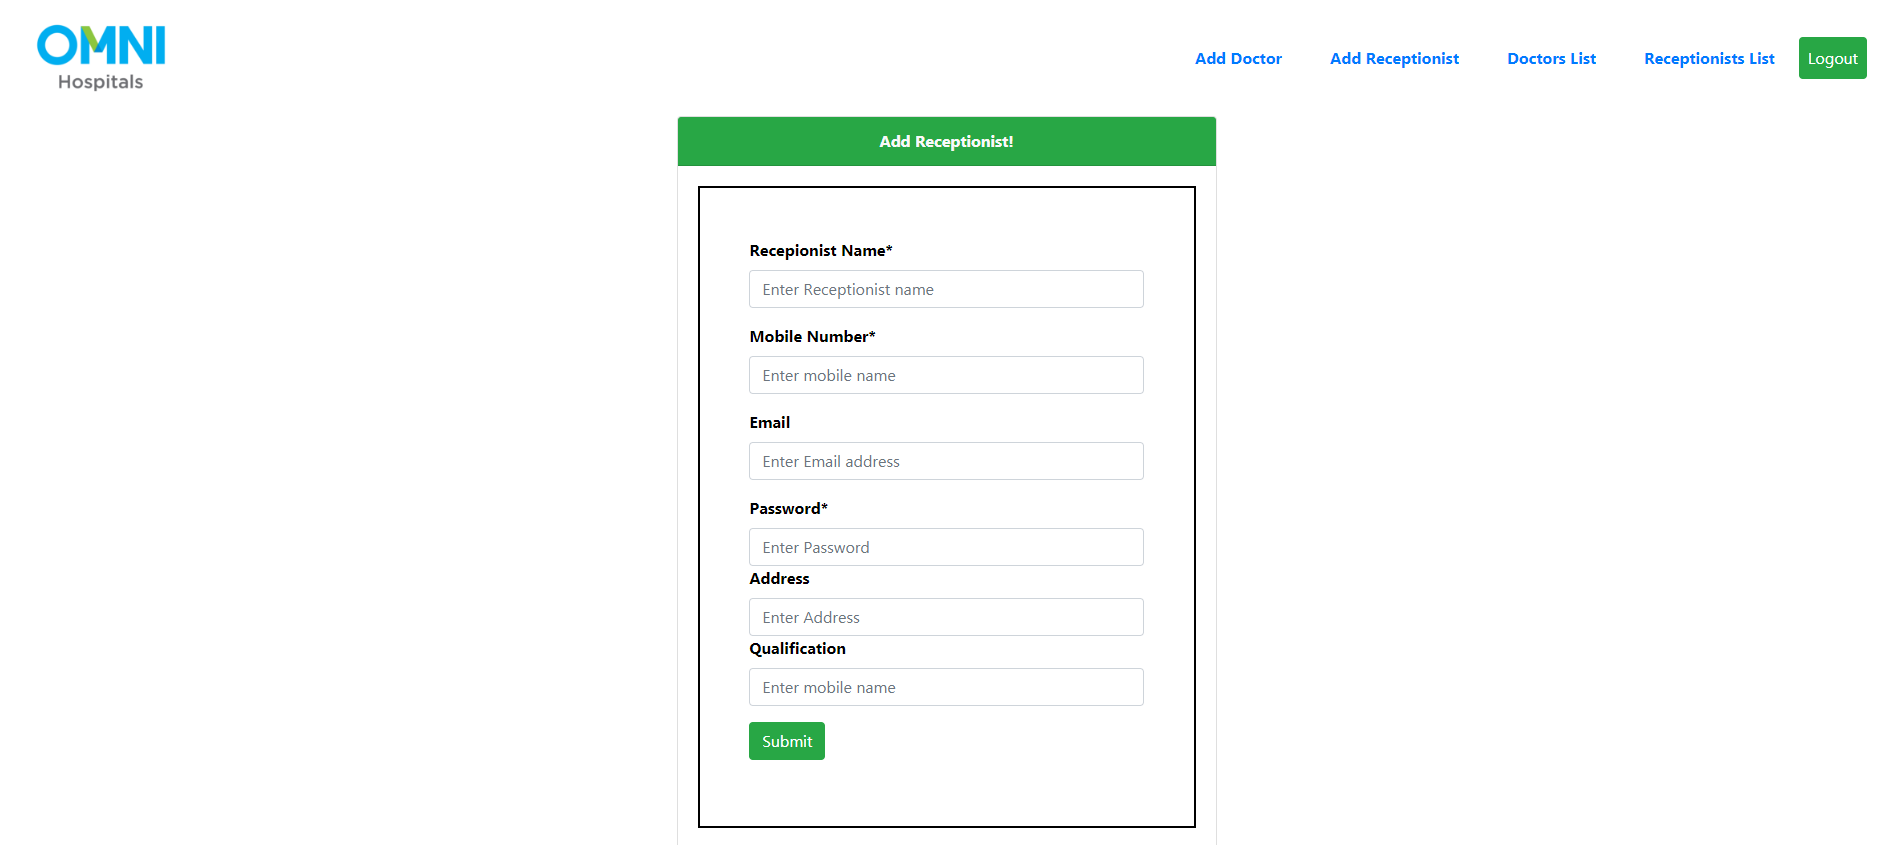 OMNI
Hospitals
Add Doctor Add Receptionist Doctors List Receptionists List Logout
Add Receptionist!
Recepionist Name*
Enter Receptionist name
Mobile Number*
Enter mobile name
Email
Enter Email address
Password*
Enter Password
Address
Enter Address
Qualification
Enter mobile name
Submit